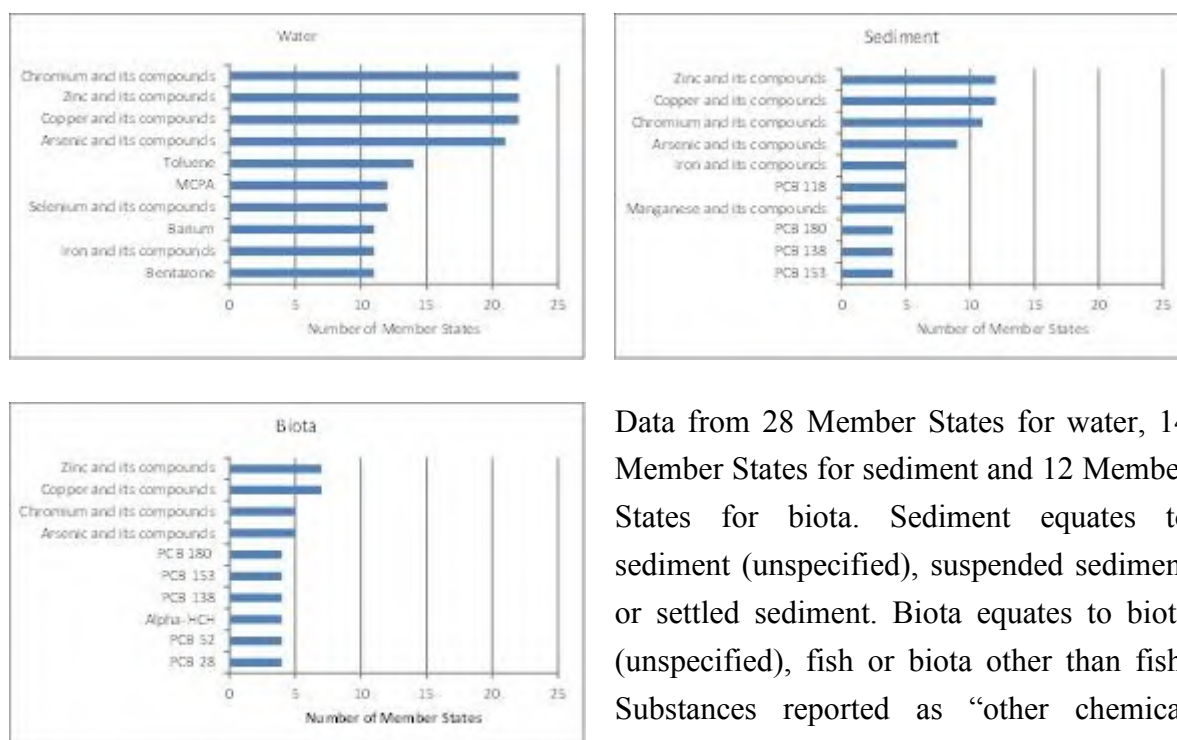 Water
Chromium and its compounds
Zinc and its compounds
Copper and its compounds
Arsenic and its compounds
Toluene
MCPA
Selenium and its compounds
Barium
Iron and its compounds
Bentazone
0 5 10 15 20 25
Number of Member States
Sediment
Zinc and its compounds
Copper and its compounds
Chromium and its compounds
Arsenic and its compounds
Iron and its compounds
PCB 118
Manganese and its compounds
PCB 180
PCB 138
PCB 153
0 5 10 15 20 25
Number of Member States
Biota
Zinc and its compounds
Copper and its compounds
Chromium and its compounds
Arsenic and its compounds
PCB 180
PCB 153
PCB 138
Alpha-HCH
PCB 52
PCB 28
0 5 10 15 20 25
Number of Member States
Data from 28 Member States for water, 14
Member States for sediment and 12 Member
States for biota. Sediment equates
sediment (unspecified), suspended sedimen
or settled sediment. Biota equates to biot
(unspecified), fish or biota other than fish
Substances reported as “other chemica